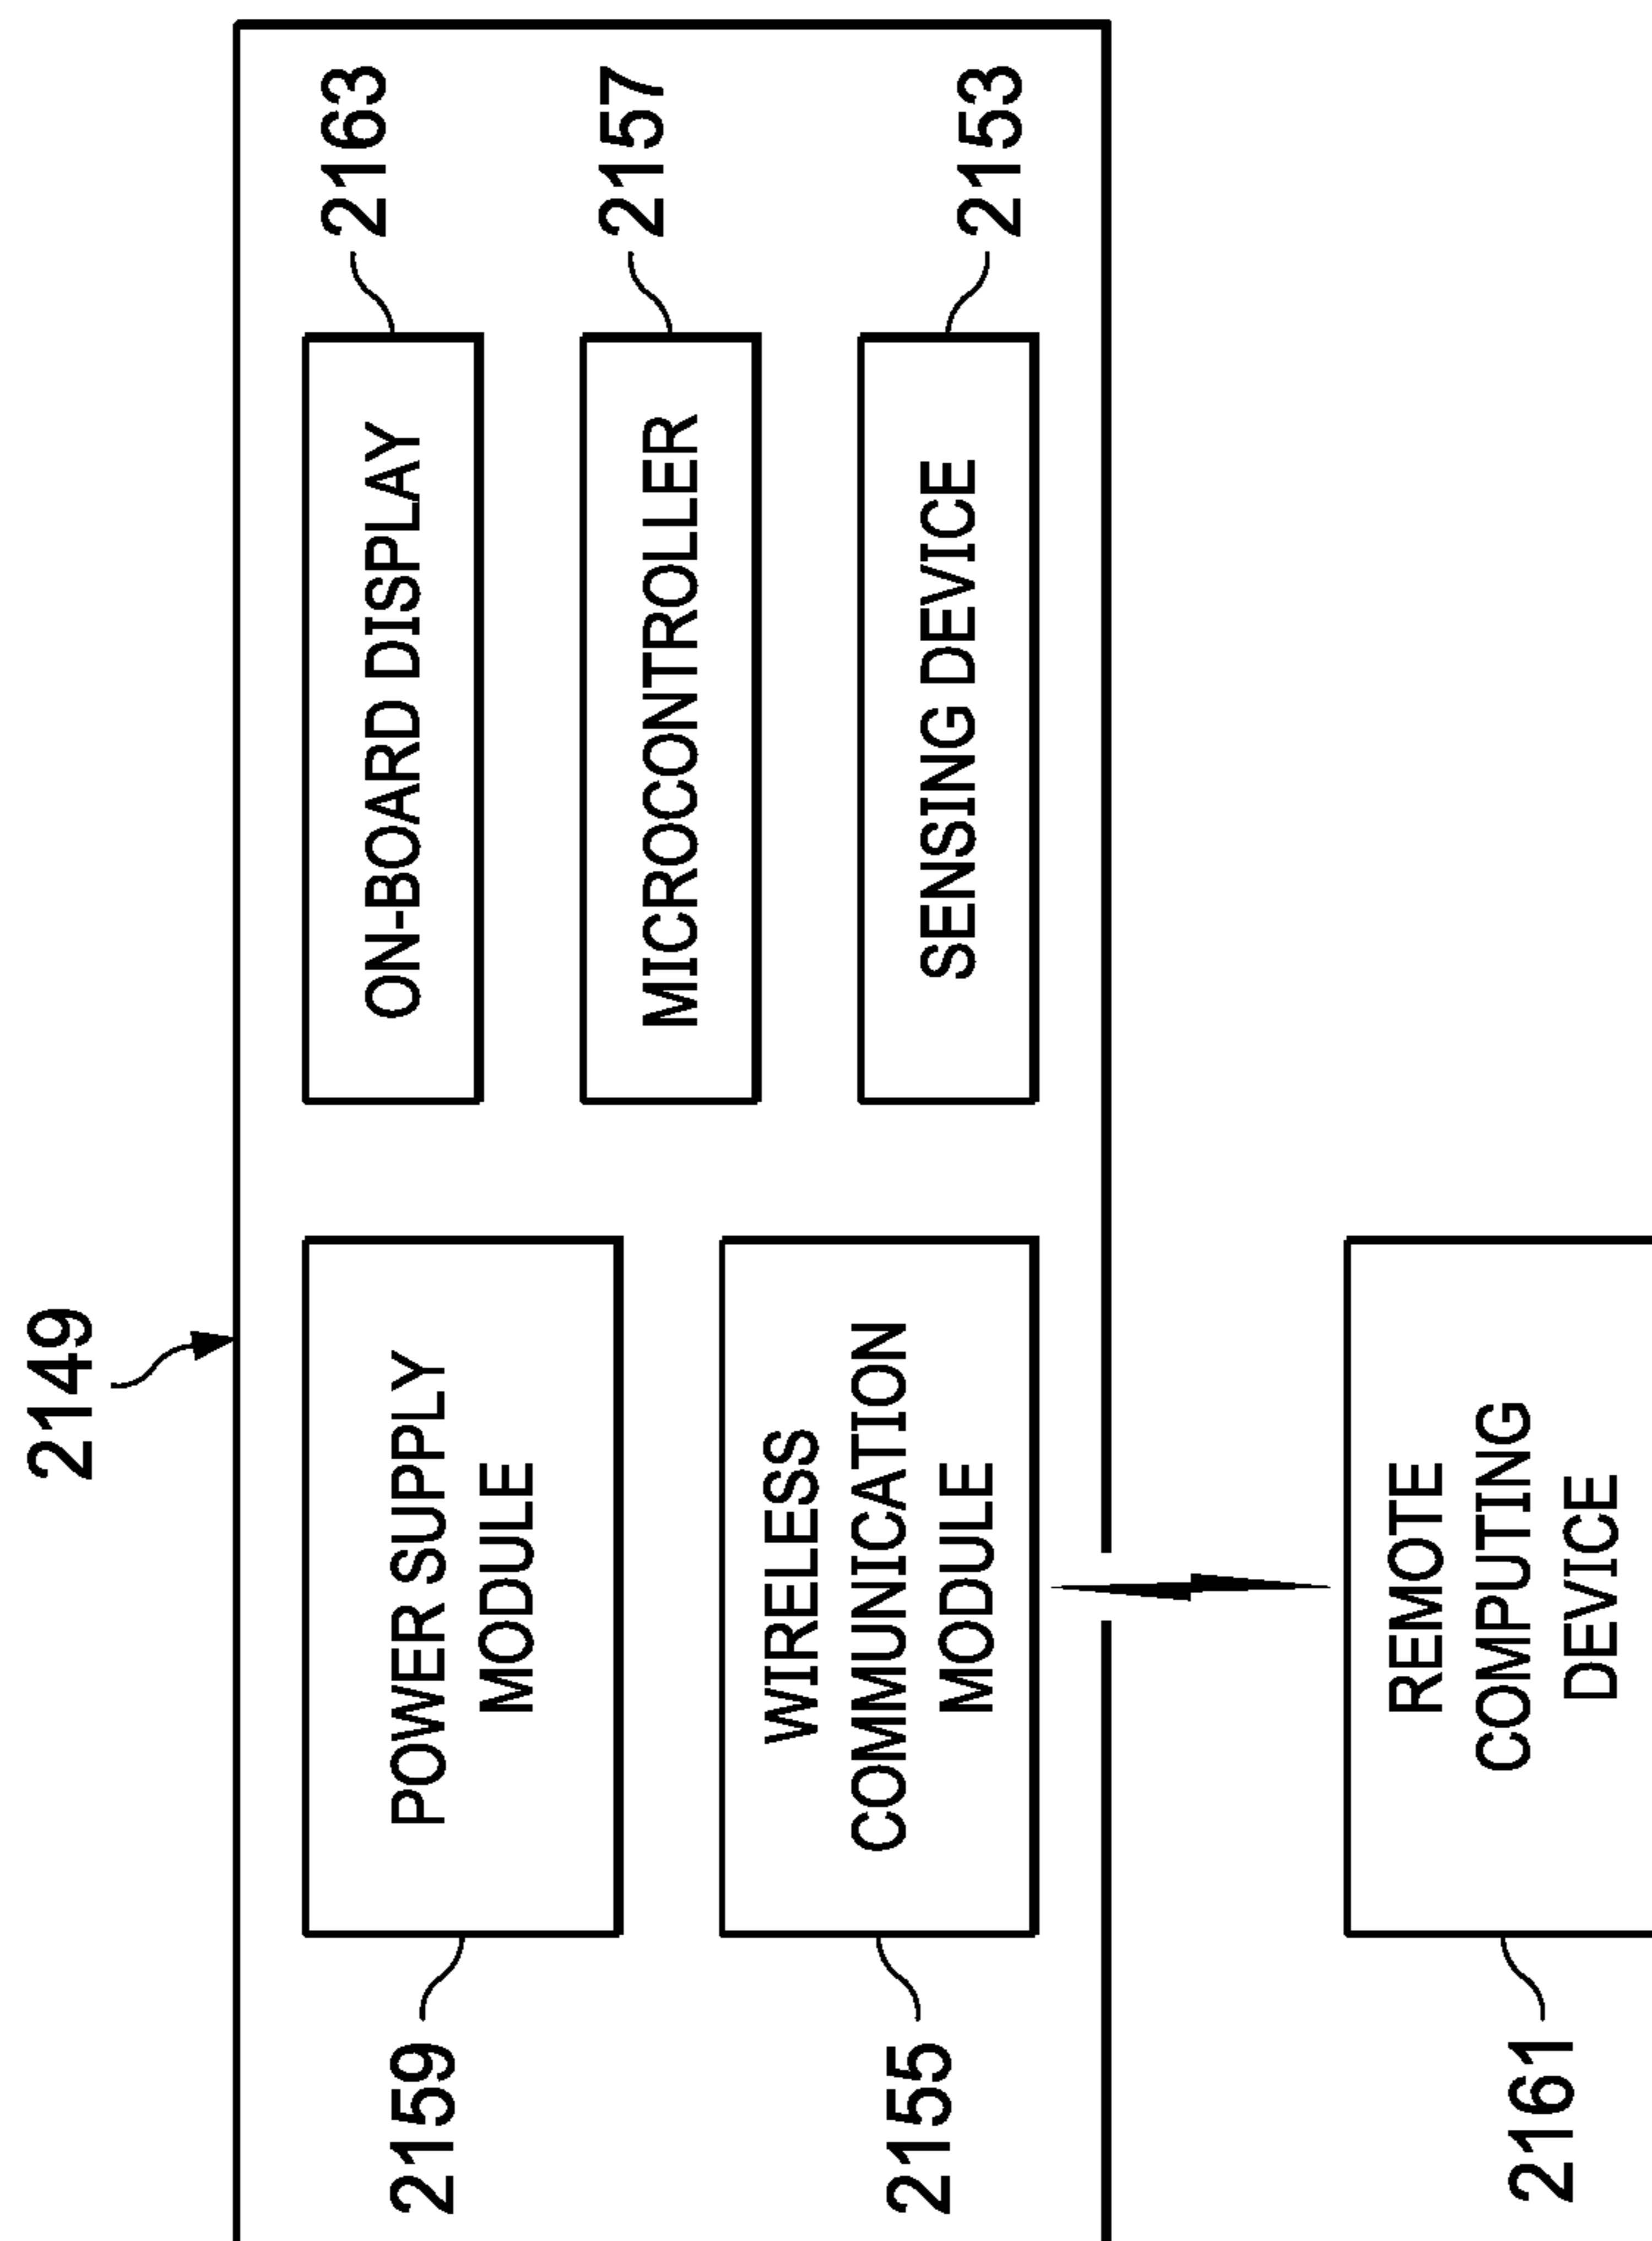 2149
2159
POWER SUPPLY
MODULE
ON-BOARD DISPLAY
2163
MICROCONTROLLER
2157
2155
WIRELESS
COMMUNICATION
MODULE
SENSING DEVICE
2153
2161
REMOTE
COMPUTING
DEVICE